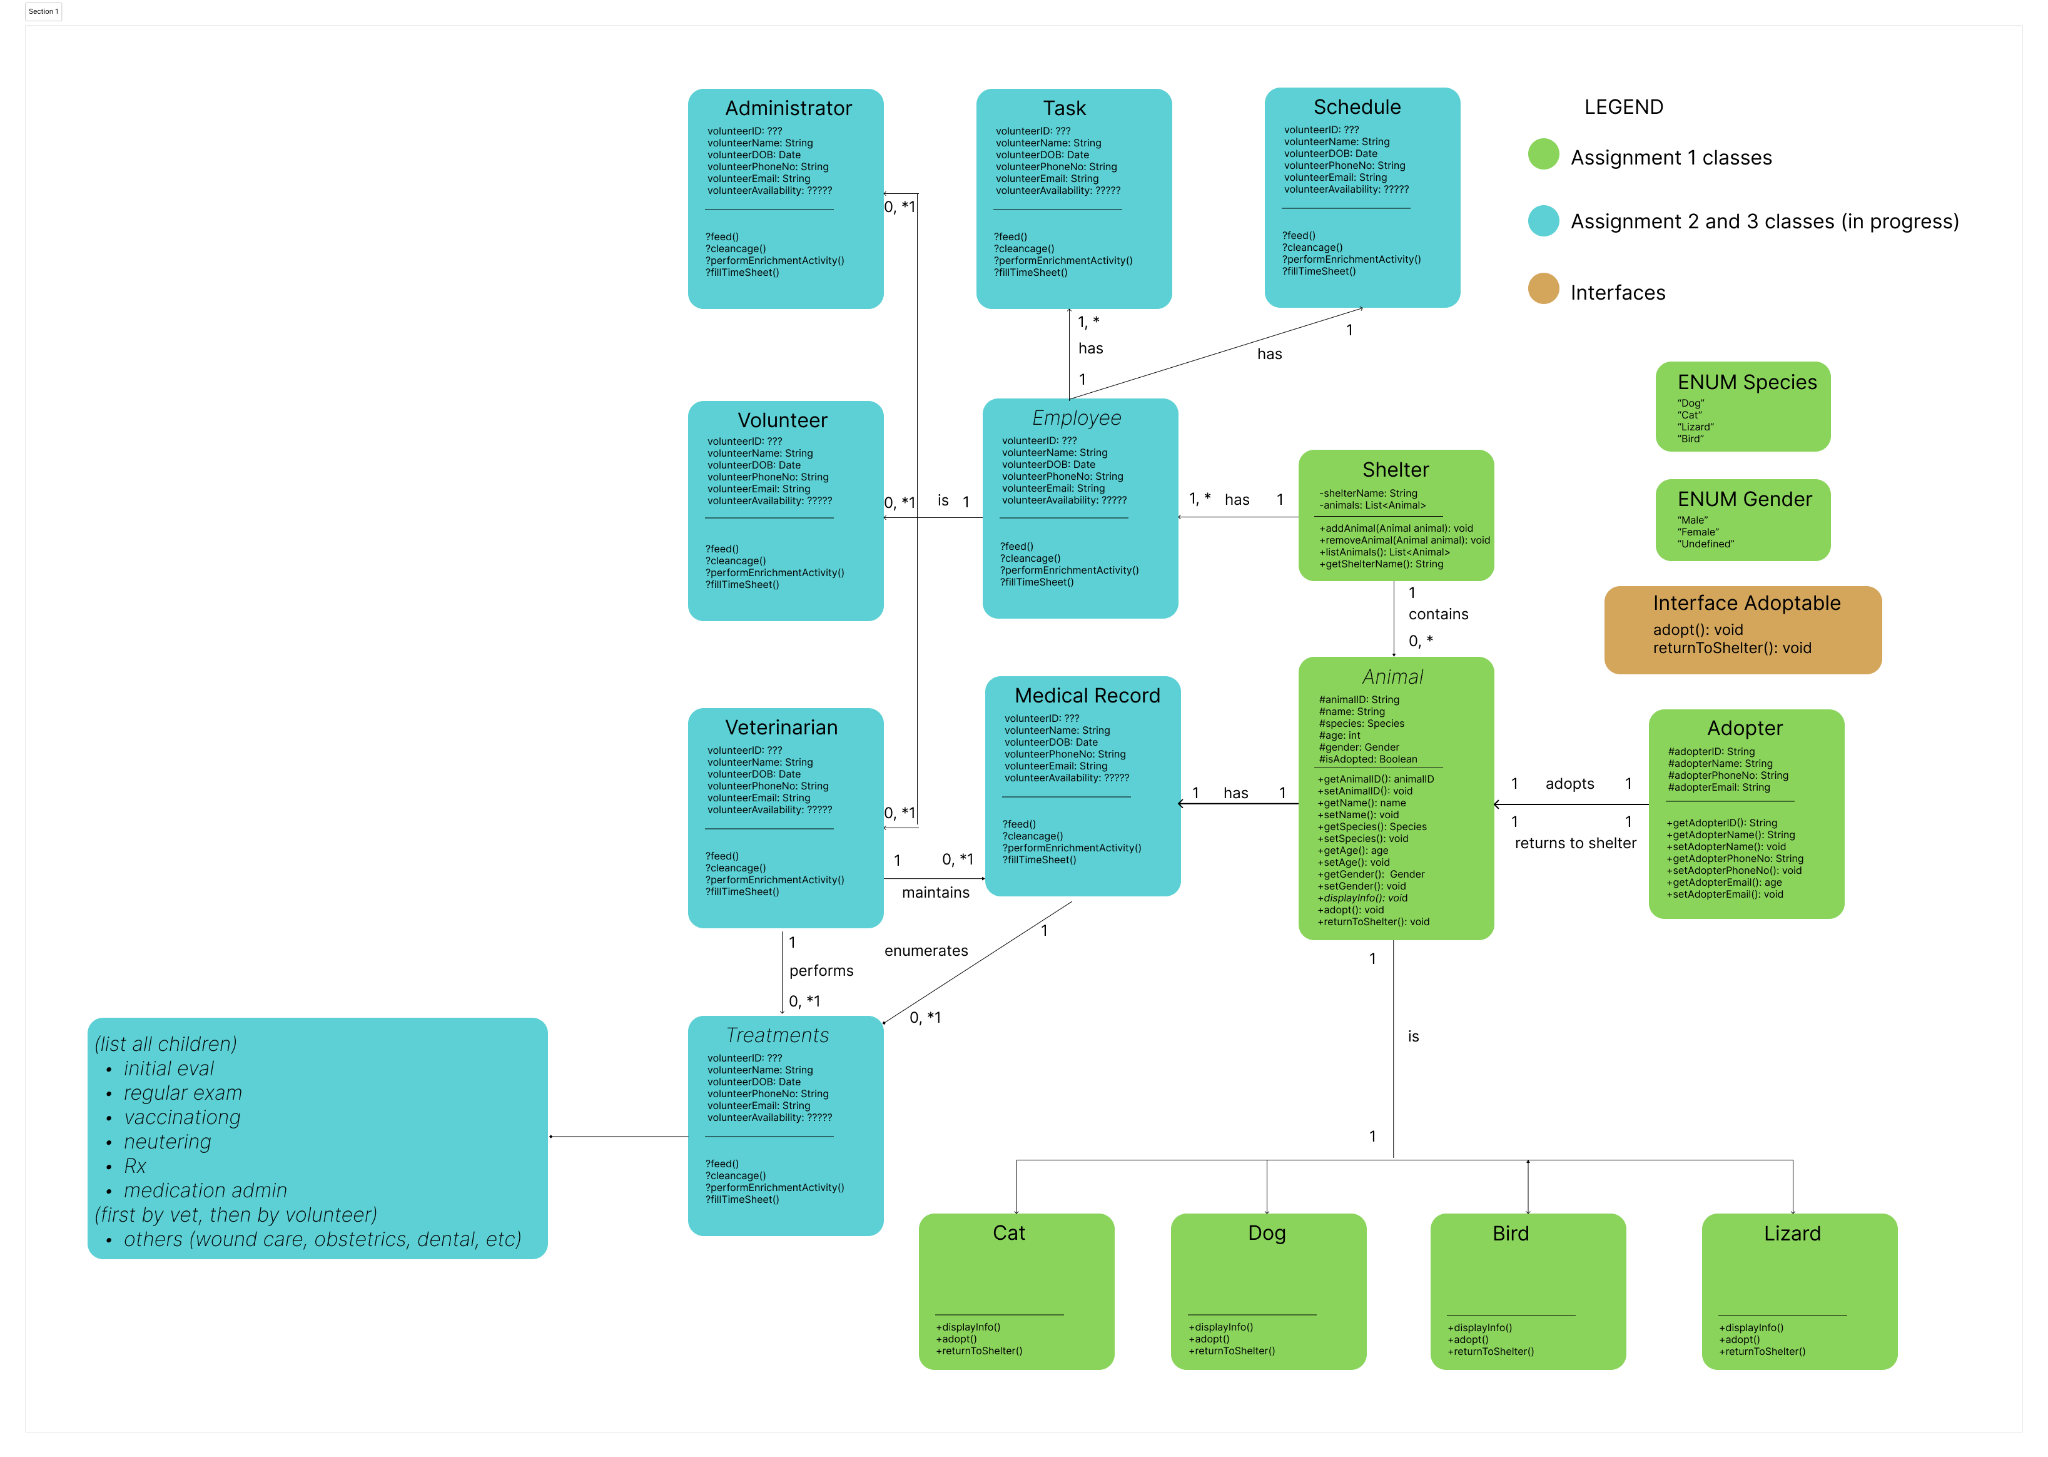 Section 1
Administrator
volunteerID: ???
volunteerName: String
volunteerDOB: Date
volunteerPhoneNo: String
volunteerEmail: String
volunteerAvailability: ?????
?feed()
?cleancage()
?performEnrichmentActivity()
?fillTimeSheet()
0, *1
Task
volunteerID: ???
volunteerName: String
volunteerDOB: Date
volunteerPhoneNo: String
volunteerEmail: String
volunteerAvailability: ?????
?feed()
?cleancage()
?performEnrichmentActivity()
?fillTimeSheet()
1, *
has
1
Schedule
volunteerID: ???
volunteerName: String
volunteerDOB: Date
volunteerPhoneNo: String
volunteerEmail: String
volunteerAvailability: ?????
?feed()
?cleancage()
?performEnrichmentActivity()
?fillTimeSheet()
1
has
LEGEND
Assignment 1 classes
Assignment 2 and 3 classes (in progress)
Interfaces
Volunteer
volunteerID: ???
volunteerName: String
volunteerDOB: Date
volunteerPhoneNo: String
volunteerEmail: String
volunteerAvailability: ?????
?feed()
?cleancage()
?performEnrichmentActivity()
?fillTimeSheet()
0, *1 is 1
Employee
volunteerID: ???
volunteerName: String
volunteerDOB: Date
volunteerPhoneNo: String
volunteerEmail: String
volunteerAvailability: ?????
?feed()
?cleancage()
?performEnrichmentActivity()
?fillTimeSheet()
1, * has 1
Shelter
-shelterName: String
-animals: List<Animal>
+addAnimal(Animal animal): void
+removeAnimal(Animal animal): void
+listAnimals(): List<Animal>
+getShelterName(): String
1
contains
0, *
ENUM Species
"Dog"
"Cat"
"Lizard"
"Bird"
ENUM Gender
"Male"
"Female"
"Undefined"
Interface Adoptable
adopt(): void
returnToShelter(): void
Veterinarian
volunteerID: ???
volunteerName: String
volunteerDOB: Date
volunteerPhoneNo: String
volunteerEmail: String
volunteerAvailability: ?????
?feed()
?cleancage()
?performEnrichmentActivity()
?fillTimeSheet()
0, *1
1 0, *1
maintains
Medical Record
volunteerID: ???
volunteerName: String
volunteerDOB: Date
volunteerPhoneNo: String
volunteerEmail: String
volunteerAvailability: ?????
?feed()
?cleancage()
?performEnrichmentActivity()
?fillTimeSheet()
1 has 1
Animal
#animalID: String
#name: String
#species: Species
#age: int
#gender: Gender
#isAdopted: Boolean
+getAnimalID(): animalID
+setAnimalID(): void
+getName(): name
+setName(): void
+getSpecies(): Species
+setSpecies(): void
+getAge(): age
+setAge(): void
+getGender(): Gender
+setGender(): void
+displayInfo(): void
+adopt(): void
+returnToShelter(): void
1 adopts 1
1 1
returns to shelter
Adopter
#adopterID: String
#adopterName: String
#adopterPhoneNo: String
#adopterEmail: String
+getAdopterID(): String
+getAdopterName(): String
+setAdopterName(): void
+getAdopterPhoneNo: String
+setAdopterPhoneNo(): void
+getAdopterEmail(): age
+setAdopterEmail(): void
1
performs
0, *1
1
enumerates
0, *1
1
is
1
(list all children)
• initial eval
• regular exam
• vaccinationg
• neutering
• Rx
• medication admin
(first by vet, then by volunteer)
• others (wound care, obstetrics, dental, etc)
Treatments
volunteerID: ???
volunteerName: String
volunteerDOB: Date
volunteerPhoneNo: String
volunteerEmail: String
volunteerAvailability: ?????
?feed()
?cleancage()
?performEnrichmentActivity()
?fillTimeSheet()
Cat
+displayInfo()
+adopt()
+returnToShelter()
Dog
+displayInfo()
+adopt()
+returnToShelter()
Bird
+displayInfo()
+adopt()
+returnToShelter()
Lizard
+displayInfo()
+adopt()
+returnToShelter()